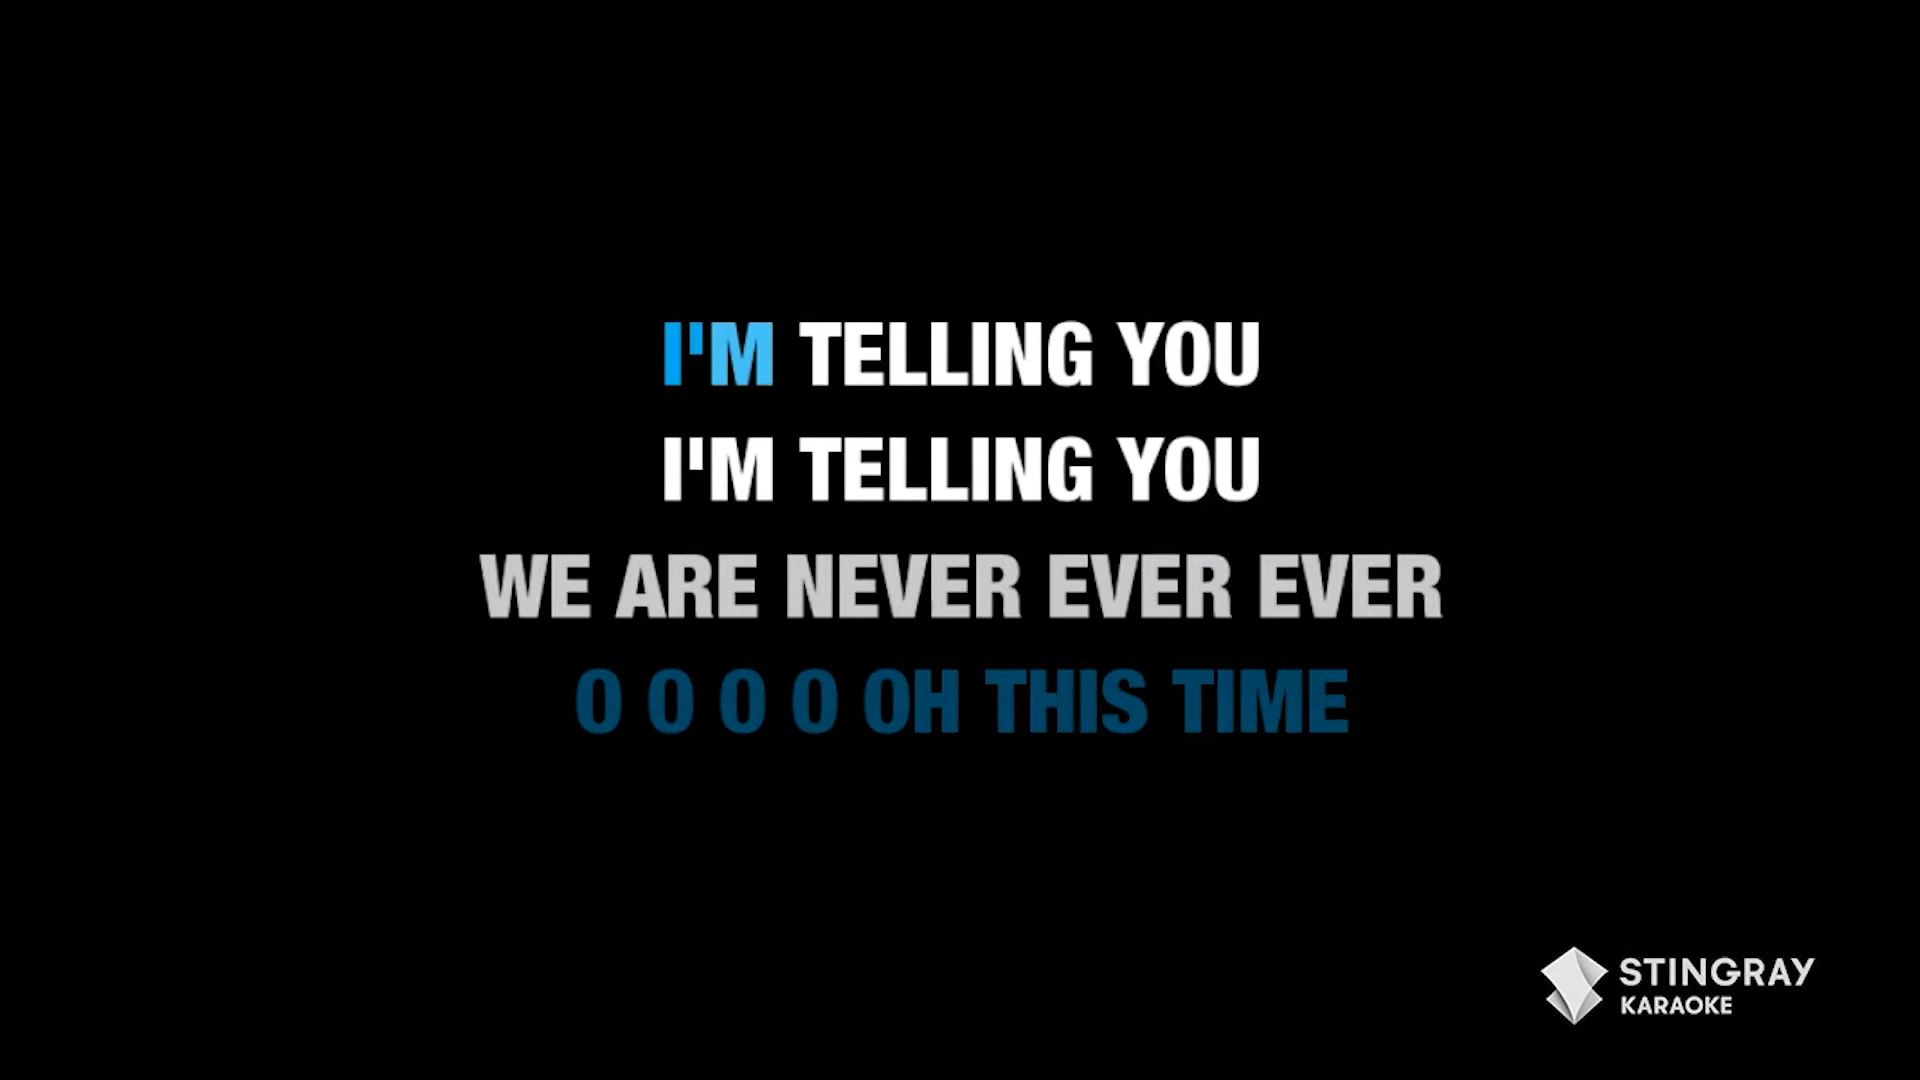 I'M TELLING YOU
I'M TELLING YOU
WE ARE NEVER EVER EVER
O O O O OH THIS TIME
STINGRAY
KARAOKE